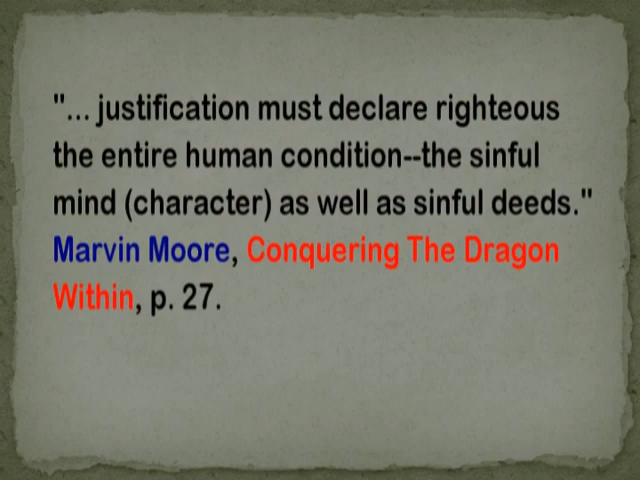 "... justification must declare righteous
the entire human condition--the sinful
mind (character) as well as sinful deeds."
Marvin Moore, Conquering The Dragon
Within, p. 27.